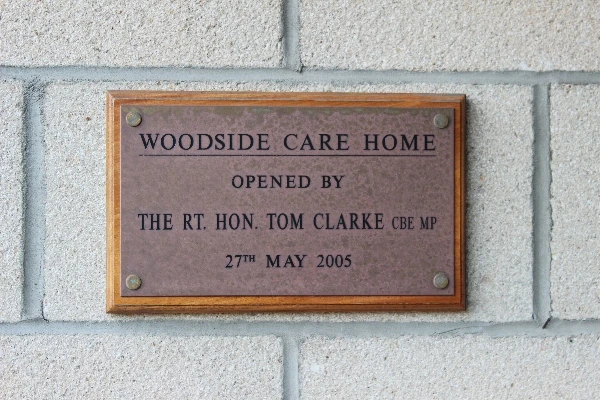 WOODSIDE CARE HOME
OPENED BY
THE RT. HON. TOM CLARKE CBE MP
27TH MAY 2005